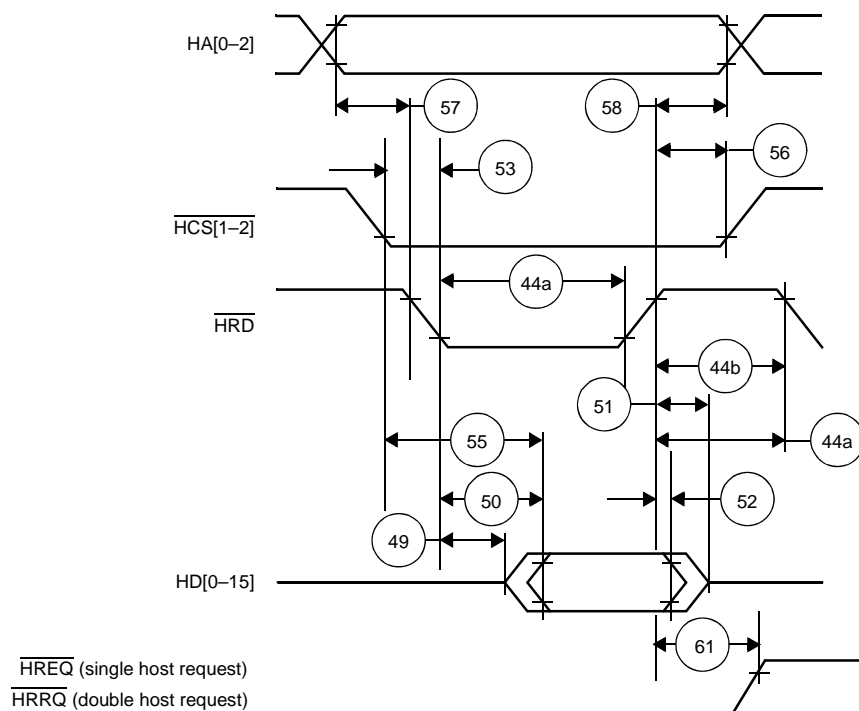 HA[0–2]
57
58
53
56
HCS[1–2]
44a
HRD
44b
51
55
44a
50
52
49
HD[0–15]
61
HREQ (single host request)
HRRQ (double host request)